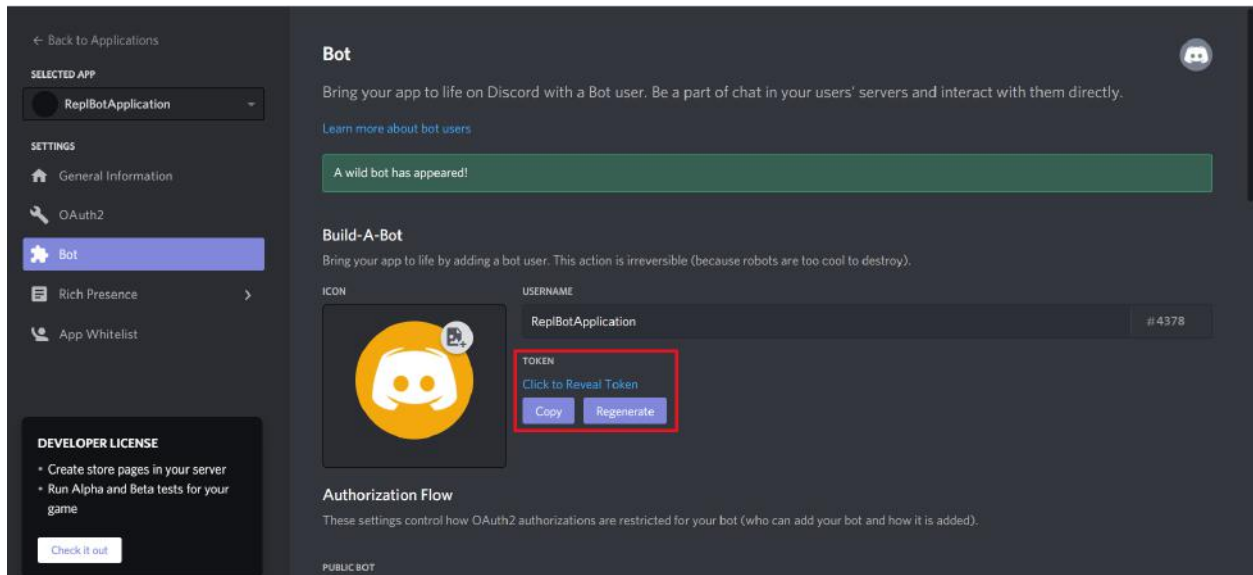 ← Back to Applications
SELECTED APP
ReplBotApplication
SETTINGS
General Information
OAuth2
Bot
Rich Presence
App Whitelist
DEVELOPER LICENSE
• Create store pages in your server
• Run Alpha and Beta tests for your
game
Check it out
Bot
Bring your app to life on Discord with a Bot user. Be a part of chat in your users' servers and interact with them directly.
Learn more about bot users
A wild bot has appeared!
Build-A-Bot
Bring your app to life by adding a bot user. This action is irreversible (because robots are too cool to destroy).
ICON
USERNAME
ReplBotApplication #4378
TOKEN
Click to Reveal Token
Copy Regenerate
Authorization Flow
These settings control how OAuth2 authorizations are restricted for your bot (who can add your bot and how it is added).
PUBLIC BOT